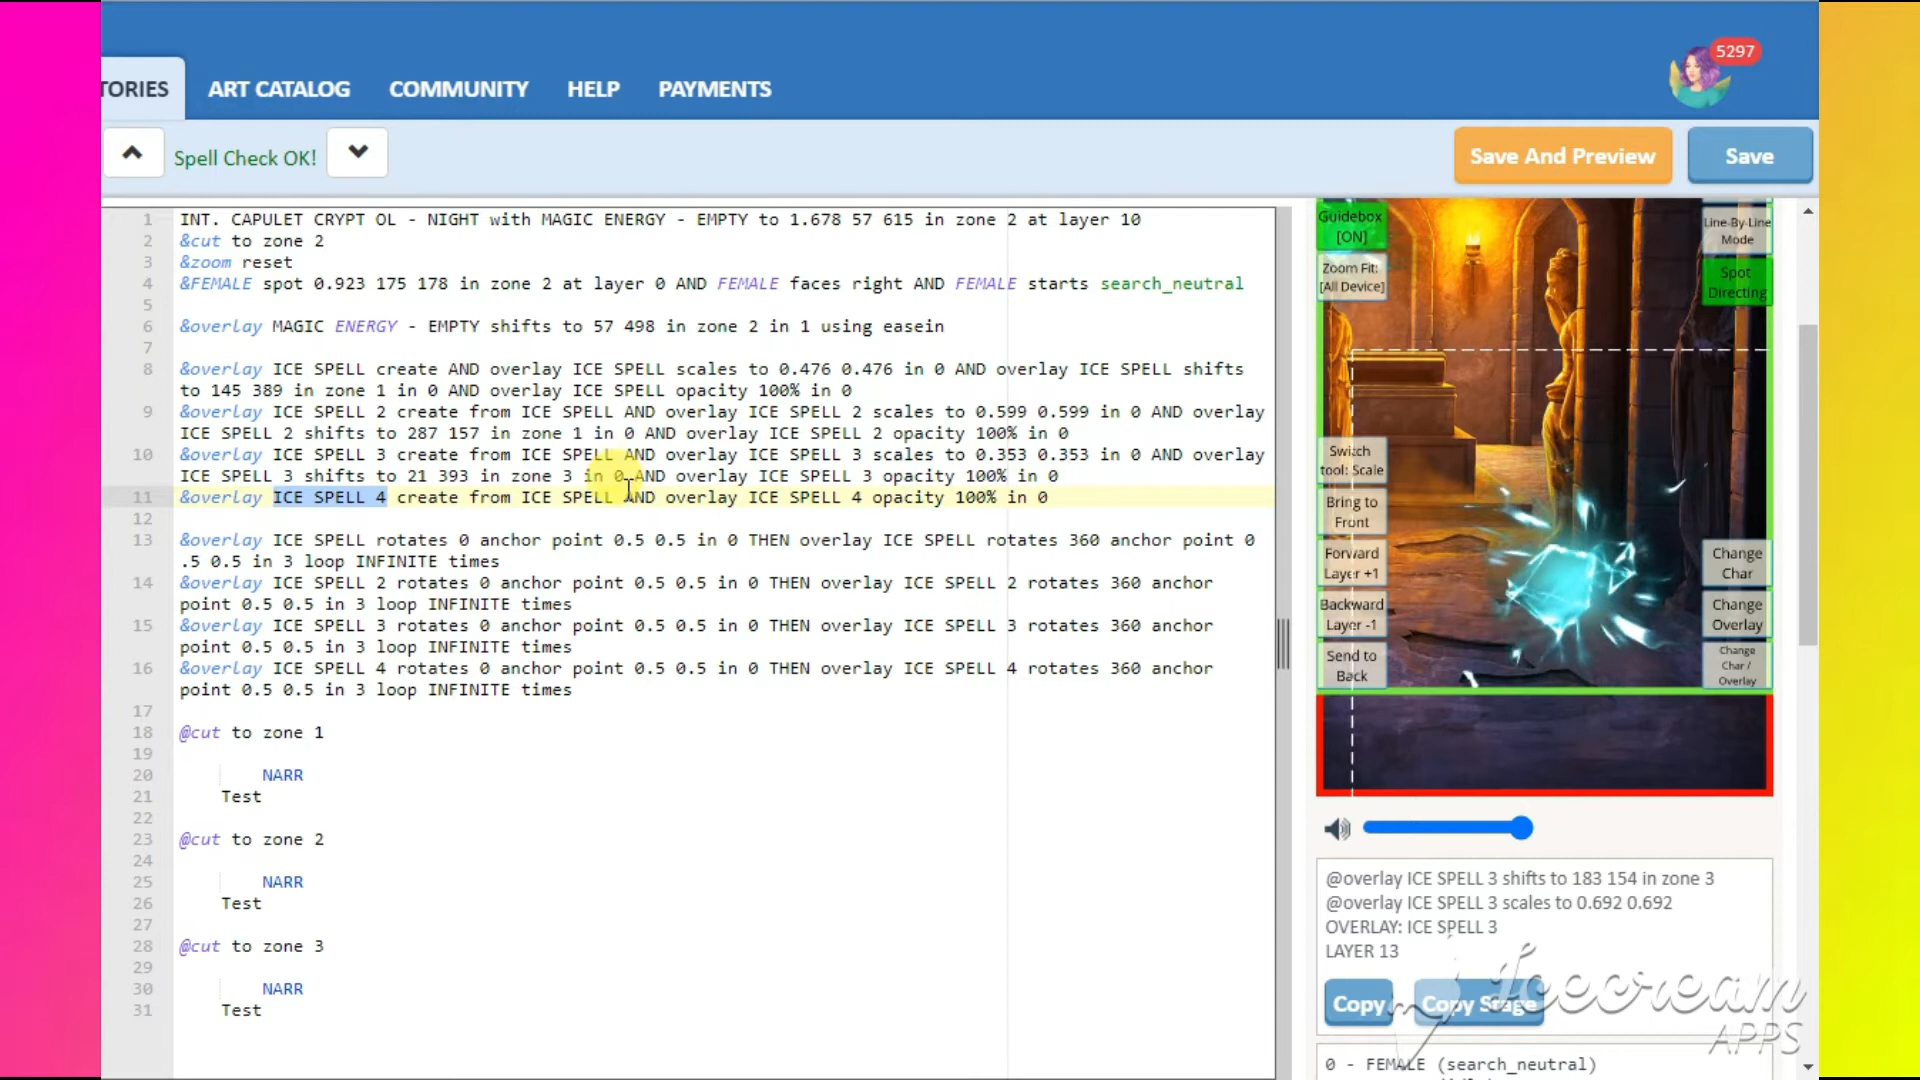 5297
TORIES ART CATALOG COMMUNITY HELP PAYMENTS
Spell Check OK!
Save And Preview
Save
1 INT. CAPULET CRYPT OL - NIGHT with MAGIC ENERGY - EMPTY to 1.678 57 615 in zone 2 at layer 10
2 &cut to zone 2
3 &zoom reset
4 &FEMALE spot 0.923 175 178 in zone 2 at layer 0 AND FEMALE faces right AND FEMALE starts search_neutral
5
6 &overlay MAGIC ENERGY - EMPTY shifts to 57 498 in zone 2 in 1 using easein
7
8 &overlay ICE SPELL create AND overlay ICE SPELL scales to 0.476 0.476 in 0 AND overlay ICE SPELL shifts
to 145 389 in zone 1 in 0 AND overlay ICE SPELL opacity 100% in 0
9 &overlay ICE SPELL 2 create from ICE SPELL AND overlay ICE SPELL 2 scales to 0.599 0.599 in 0 AND overlay
ICE SPELL 2 shifts to 287 157 in zone 1 in 0 AND overlay ICE SPELL 2 opacity 100% in 0
10 &overlay ICE SPELL 3 create from ICE SPELL AND overlay ICE SPELL 3 scales to 0.353 0.353 in 0 AND overlay
ICE SPELL 3 shifts to 21 393 in zone 3 in 0 AND overlay ICE SPELL 3 opacity 100% in 0
11 &overlay ICE SPELL 4 create from ICE SPELL AND overlay ICE SPELL 4 opacity 100% in 0
12
13 &overlay ICE SPELL rotates 0 anchor point 0.5 0.5 in 0 THEN overlay ICE SPELL rotates 360 anchor point 0
.5 0.5 in 3 loop INFINITE times
14 &overlay ICE SPELL 2 rotates 0 anchor point 0.5 0.5 in 0 THEN overlay ICE SPELL 2 rotates 360 anchor
point 0.5 0.5 in 3 loop INFINITE times
15 &overlay ICE SPELL 3 rotates 0 anchor point 0.5 0.5 in 0 THEN overlay ICE SPELL 3 rotates 360 anchor
point 0.5 0.5 in 3 loop INFINITE times
16 &overlay ICE SPELL 4 rotates 0 anchor point 0.5 0.5 in 0 THEN overlay ICE SPELL 4 rotates 360 anchor
point 0.5 0.5 in 3 loop INFINITE times
17
18 @cut to zone 1
19
20 NARR
21 Test
22
23 @cut to zone 2
24
25 NARR
26 Test
27
28 @cut to zone 3
29
30 NARR
31 Test
Guidebox
[ON]
Zoom Fit:
[All Device]
Line-By-Line
Mode
Spot
Directing
Switch
tool: Scale
Bring to
Front
Forward
Layer +1
Backward
Layer -1
Send to
Back
Change
Char
Change
Overlay
Change
Char /
Overlay
@overlay ICE SPELL 3 shifts to 183 154 in zone 3
@overlay ICE SPELL 3 scales to 0.692 0.692
OVERLAY: ICE SPELL 3
LAYER 13
Copy
Copy Stage
Icecream
APPS
0 - FEMALE (search_neutral)